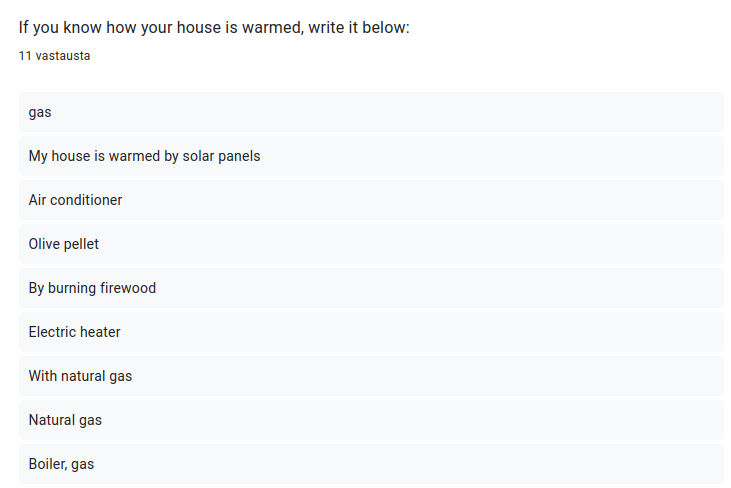 If you know how your house is warmed, write it below:
11 vastausta
gas
My house is warmed by solar panels
Air conditioner
Olive pellet
By burning firewood
Electric heater
With natural gas
Natural gas
Boiler, gas